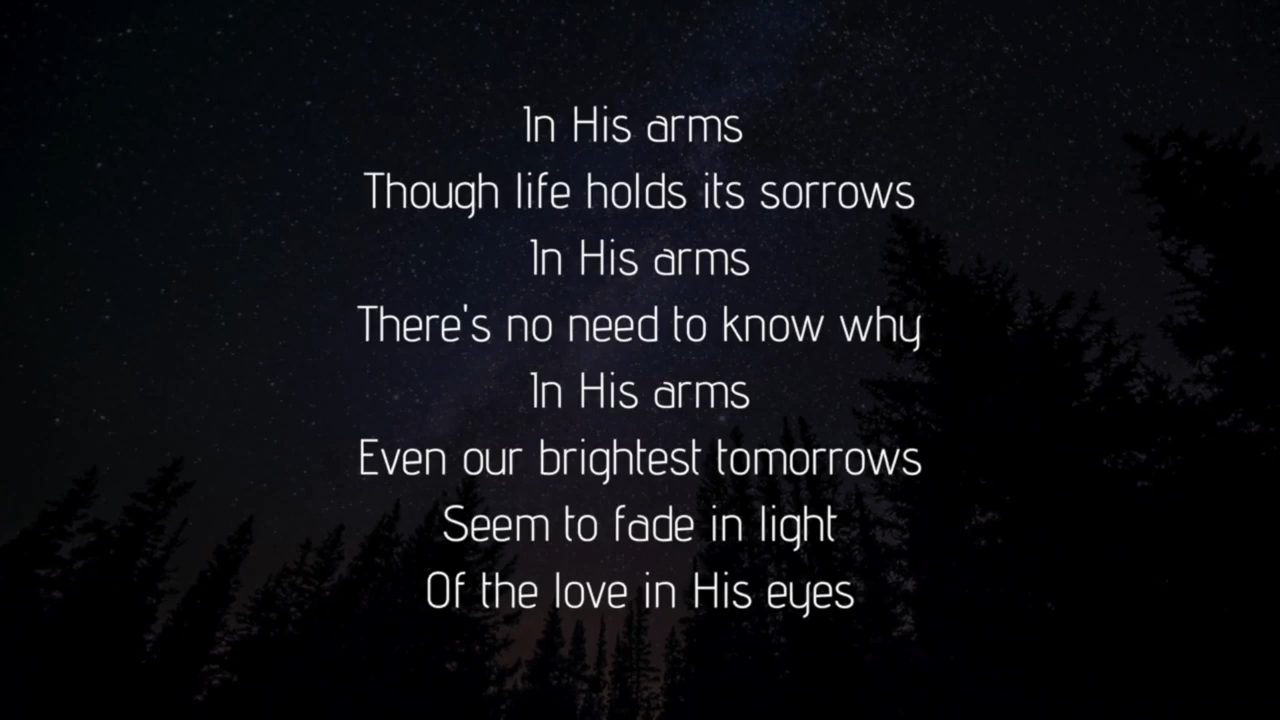 In His arms
Though life holds its sorrows
In His arms
There's no need to know why
In His arms
Even our brightest tomorrows
Seem to fade in light
Of the love in His eyes